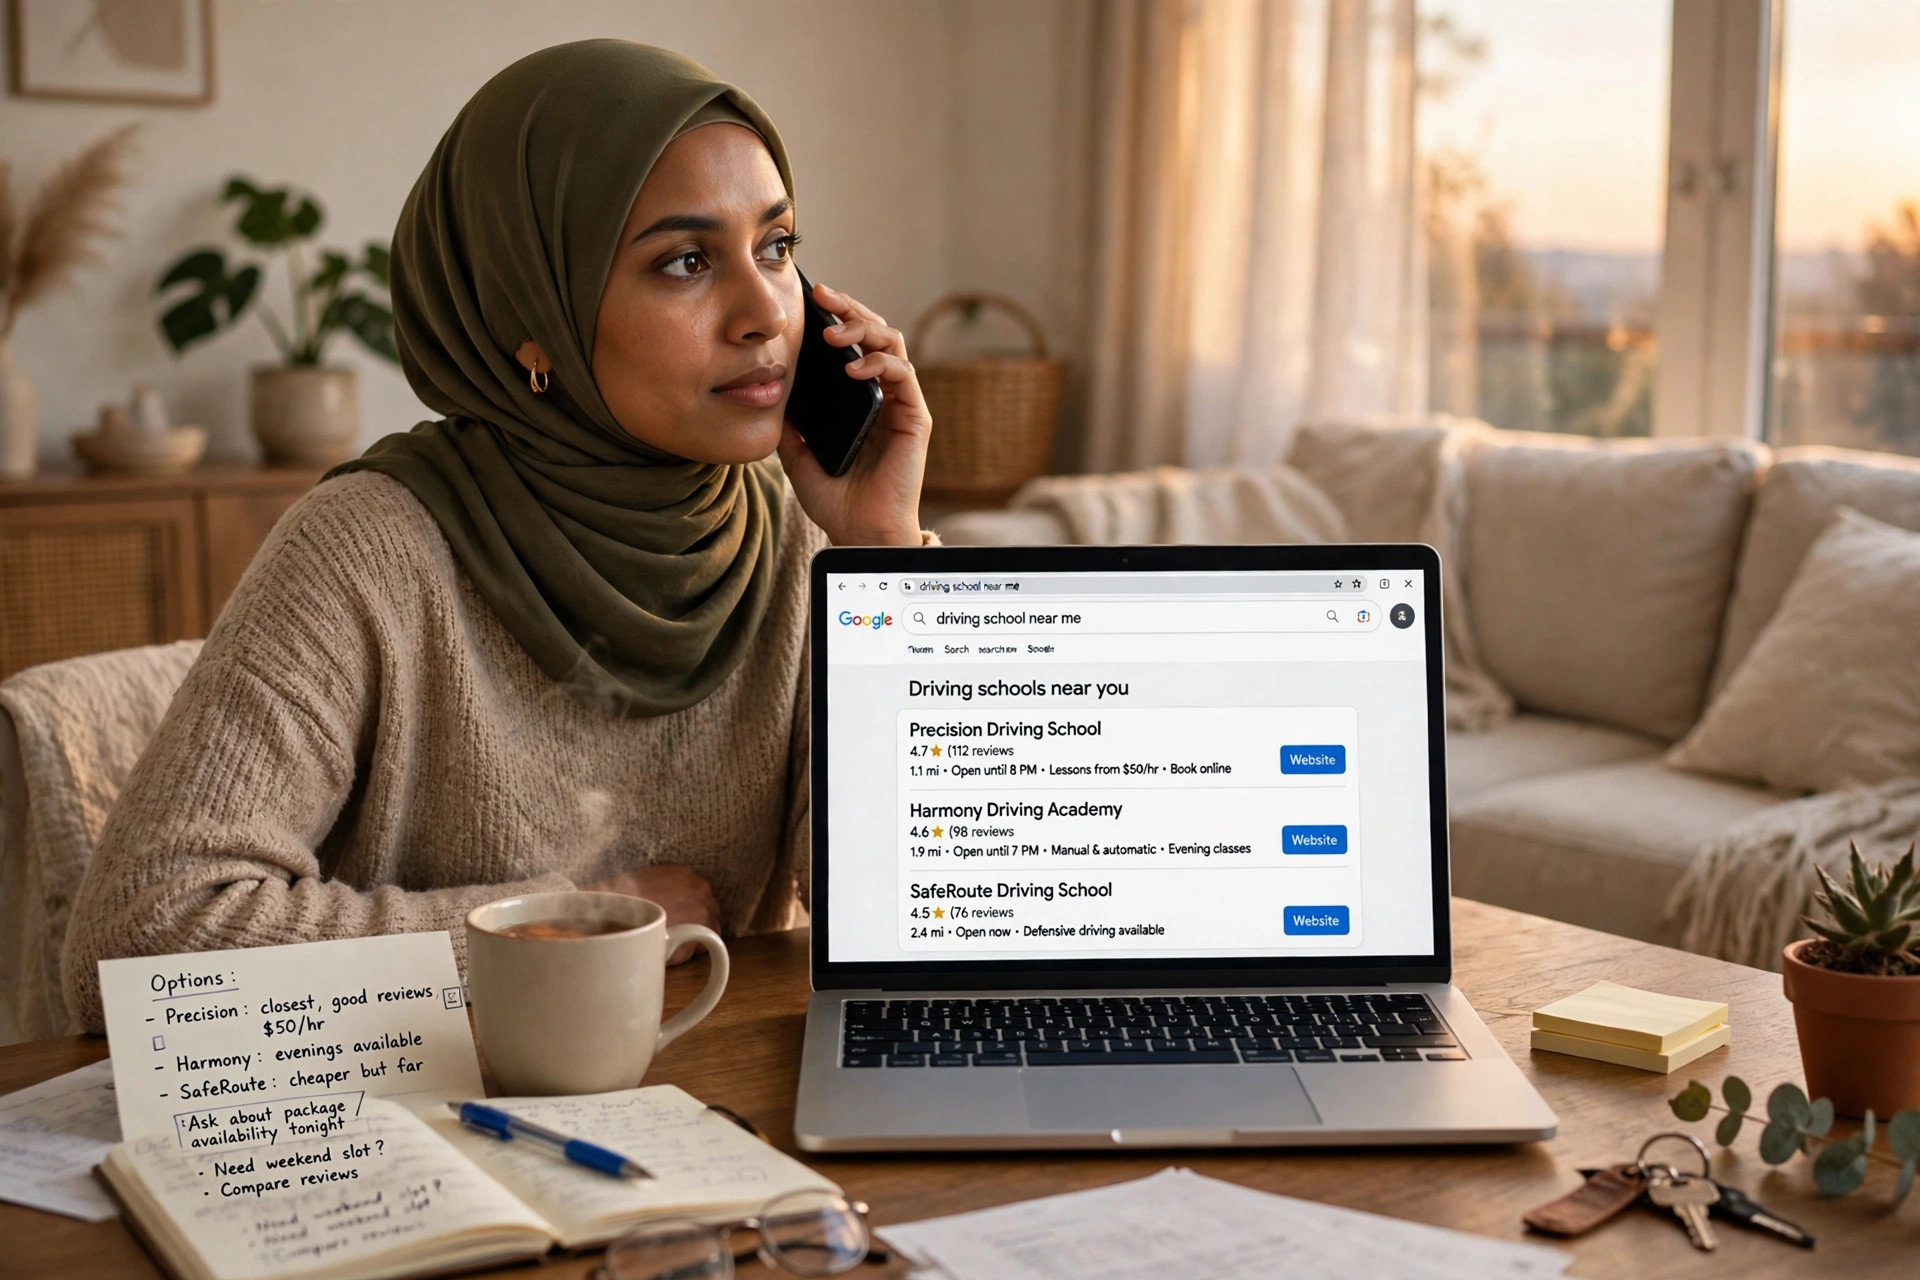 driving school near me
Google
driving school near me
Sorch
Driving schools near you
Precision Driving School
4.7★ (112 reviews
1.1 mi • Open until 8 PM • Lessons from $50/hr • Book online
Website
Harmony Driving Academy
4.6★ (98 reviews
1.9 mi • Open until 7 PM • Manual & automatic • Evening classes
Website
SafeRoute Driving School
4.5★ (76 reviews
2.4 mi • Open now • Defensive driving available
Website
Options:
- Precision: closest, good reviews,
$50/hr
- Harmony: evenings available
- SafeRoute: cheaper but far
:Ask about package
availability tonight
· Need weekend slot?
· Compare reviews